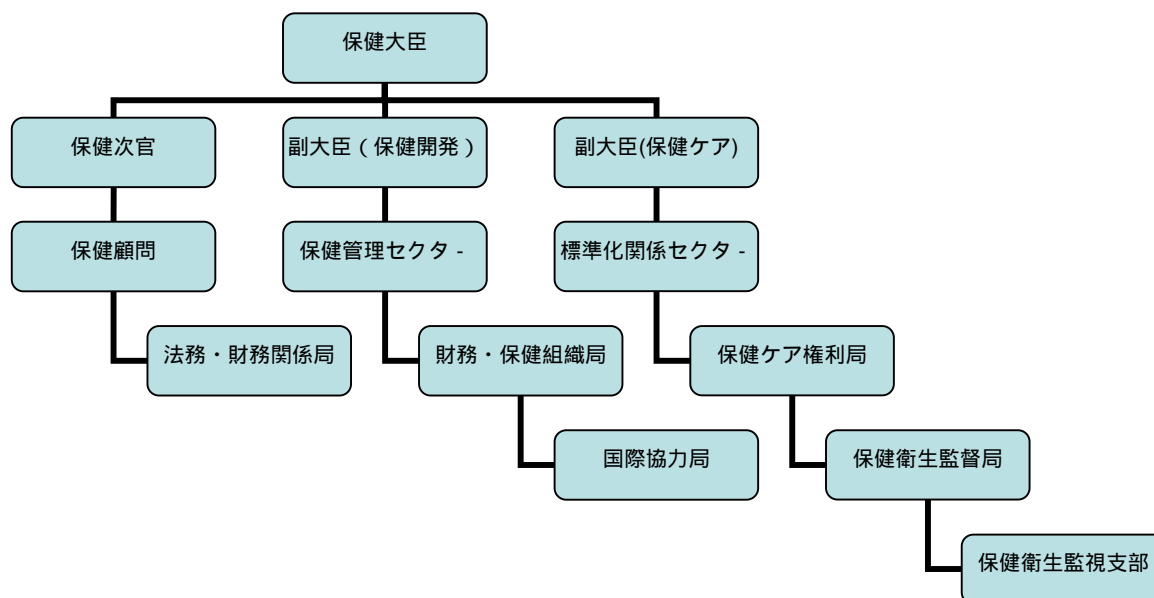 保健大臣
保健次官
副大臣(保健開発)
副大臣(保健ケア)
保健顧問
保健管理セクタ-
標準化関係セクタ-
法務・財務関係局
財務・保健組織局
保健ケア権利局
国際協力局
保健衛生監督局
保健衛生監視支部